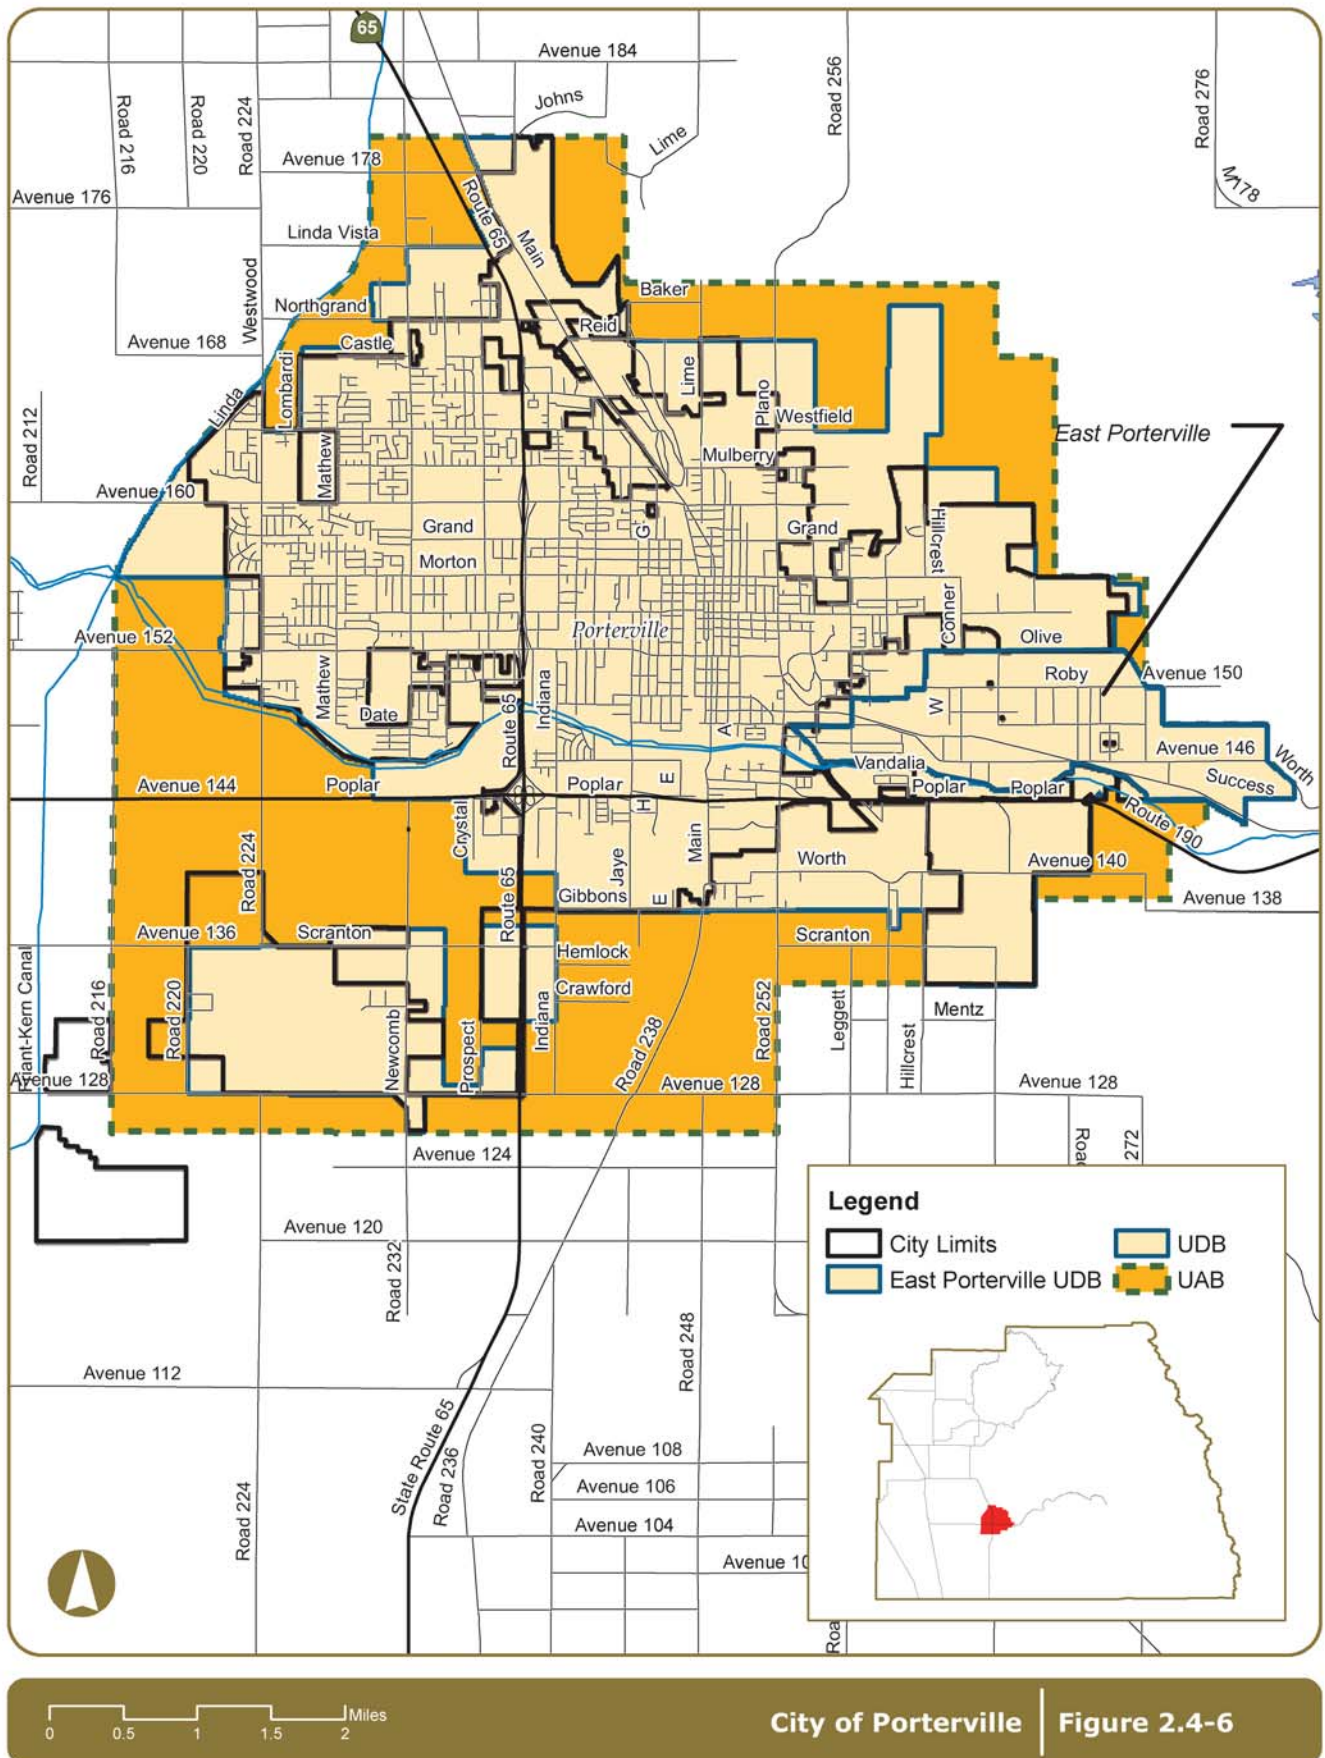 65
Avenue 184
Johns
Lime
Road 256
Road 276
M178
Road 216
Road 220
Road 224
Avenue 178
Avenue 176
Route 65
Main
Linda Vista
Westwood
Northgrand
Baker
Reid
Avenue 168
Castle
Lombardi
Lime
Plano
Westfield
Linda
Road 212
East Porterville
Mathew
Mulberry
Avenue 160
Grand
G
Grand
Hillcrest
Morton
Conner
Porterville
Avenue 152
Olive
Roby
Avenue 150
Mathew
Date
Route 65
Indiana
A
W
Avenue 146
Worth
Vandalia
Success
Avenue 144
Poplar
Poplar
E
H
Poplar
Poplar
Route 190
Crystal
Main
Worth
Avenue 140
Road 224
Route 65
Jaye
Gibbons
E
Avenue 138
Avenue 136
Scranton
Scranton
Hemlock
Crawford
Friant-Kern Canal
Road 216
Road 220
Newcomb
Prospect
Indiana
Road 238
Road 252
Leggett
Hillcrest
Mentz
Avenue 128
Avenue 128
Avenue 128
Avenue 124
Road
272
Avenue 120
Road 232
Road 248
Avenue 112
State Route 65
Road 236
Road 240
Avenue 108
Avenue 106
Avenue 104
Avenue 10
Road 224
Roa
Legend
City Limits
UDB
East Porterville UDB
UAB
Miles
0 0.5 1 1.5 2
City of Porterville
Figure 2.4-6